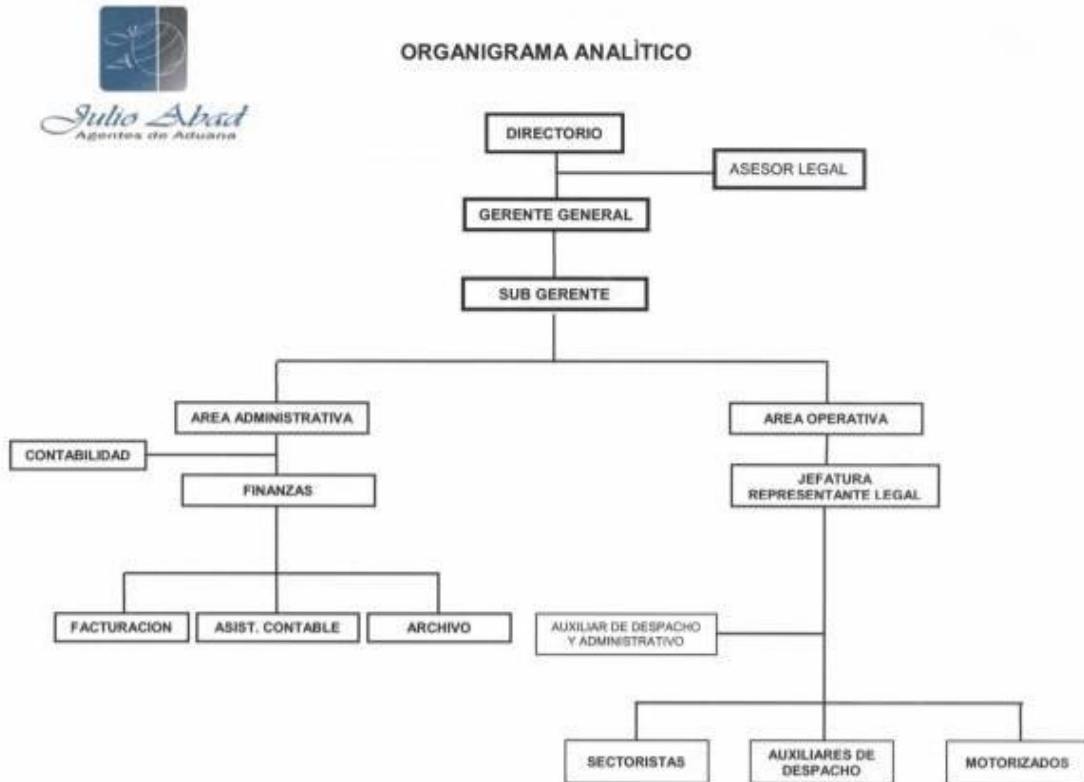 ORGANIGRAMA ANALÌTICO
Julio Abad
Agentes de Aduana
DIRECTORIO
ASESOR LEGAL
GERENTE GENERAL
SUB GERENTE
AREA ADMINISTRATIVA
AREA OPERATIVA
CONTABILIDAD
FINANZAS
JEFATURA
REPRESENTANTE LEGAL
FACTURACION
ASIST. CONTABLE
ARCHIVO
AUXILIAR DE DESPACHO
Y ADMINISTRATIVO
SECTORISTAS
AUXILIARES DE
DESPACHO
MOTORIZADOS